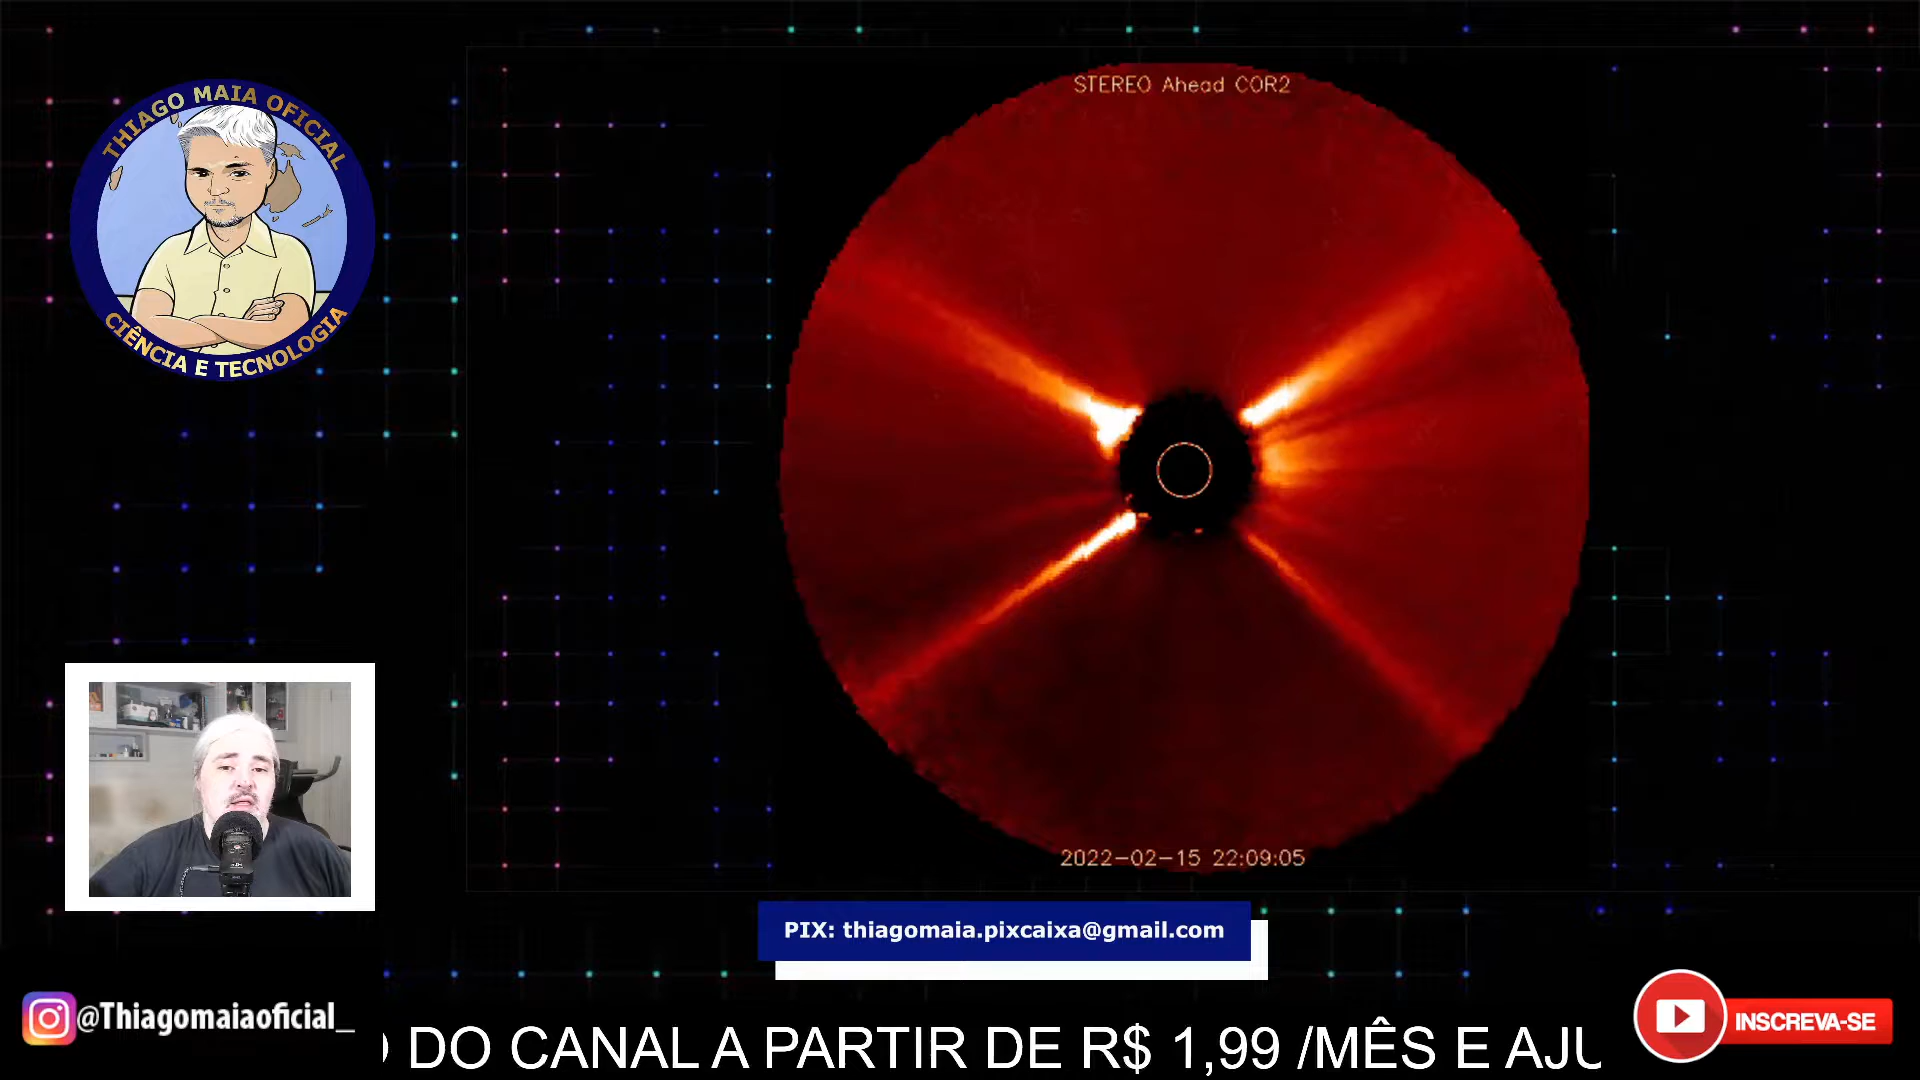 THIAGO MAIA OFICIAL
CIÊNCIA E TECNOLOGIA
STEREO Ahead COR2
2022-02-15 22:09:05
PIX: thiagomaia.pixcaixa@gmail.com
@Thiagomaiaoficial_
DO CANAL A PARTIR DE R$ 1,99 /MÊS E AJU
INSCREVA-SE